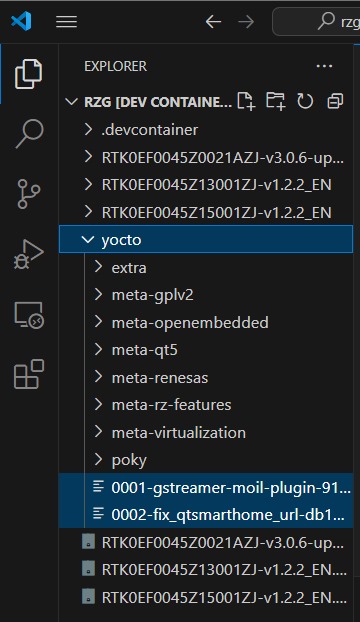 rzg
EXPLORER
RZG [DEV CONTAINE...
.devcontainer
RTK0EF0045Z0021AZJ-v3.0.6-up...
RTK0EF0045Z13001ZJ-v1.2.2_EN
RTK0EF0045Z15001ZJ-v1.2.2_EN
yocto
extra
meta-gplv2
meta-openembedded
meta-qt5
meta-renesas
meta-rz-features
meta-virtualization
poky
0001-gstreamer-moil-plugin-91...
0002-fix_qtsmarthome_url-db1...
RTK0EF0045Z0021AZJ-v3.0.6-up...
RTK0EF0045Z13001ZJ-v1.2.2_EN....
RTK0EF0045Z15001ZJ-v1.2.2_EN....